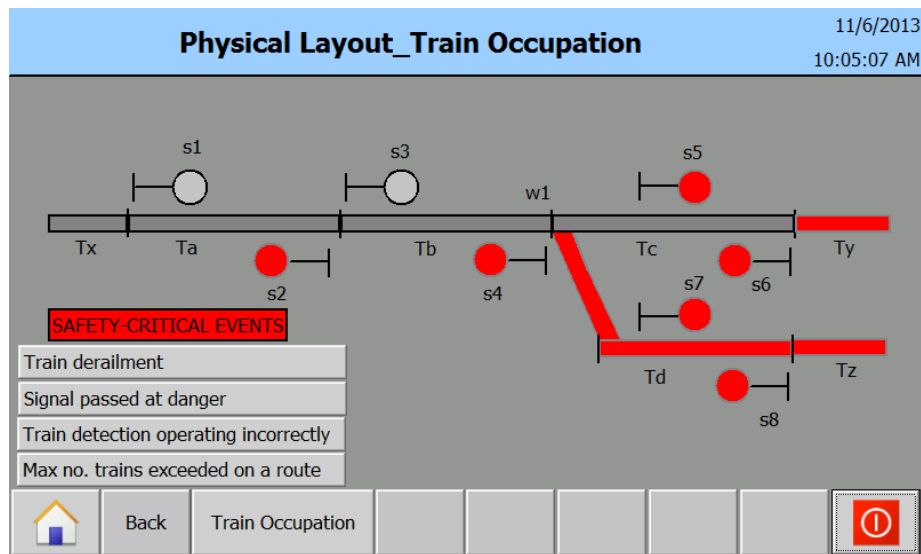 Physical Layout_Train Occupation
11/6/2013
10:05:07 AM
s1
s3
s5
w1
Tx
Ta
Tb
Tc
Ty
s2
s4
s7
s6
SAFETY-CRITICAL EVENTS
Train derailment
Td
Tz
Signal passed at danger
s8
Train detection operating incorrectly
Max no. trains exceeded on a route
Back
Train Occupation